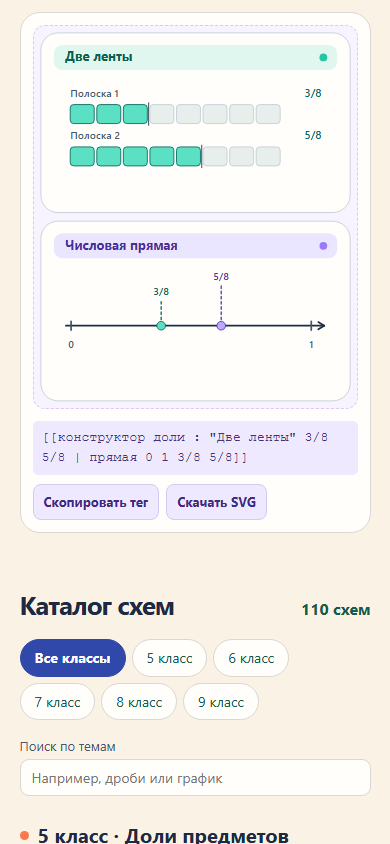 Две ленты
Полоска 1 3/8
Полоска 2 5/8
Числовая прямая
5/8
3/8
0 1
[[конструктор доли : "Две ленты" 3/8
5/8 | прямая 0 1 3/8 5/8]]
Скопировать тег Скачать SVG
Каталог схем 110 схем
Все классы 5 класс 6 класс
7 класс 8 класс 9 класс
Поиск по темам
Например, дроби или график
5 класс · Доли предметов